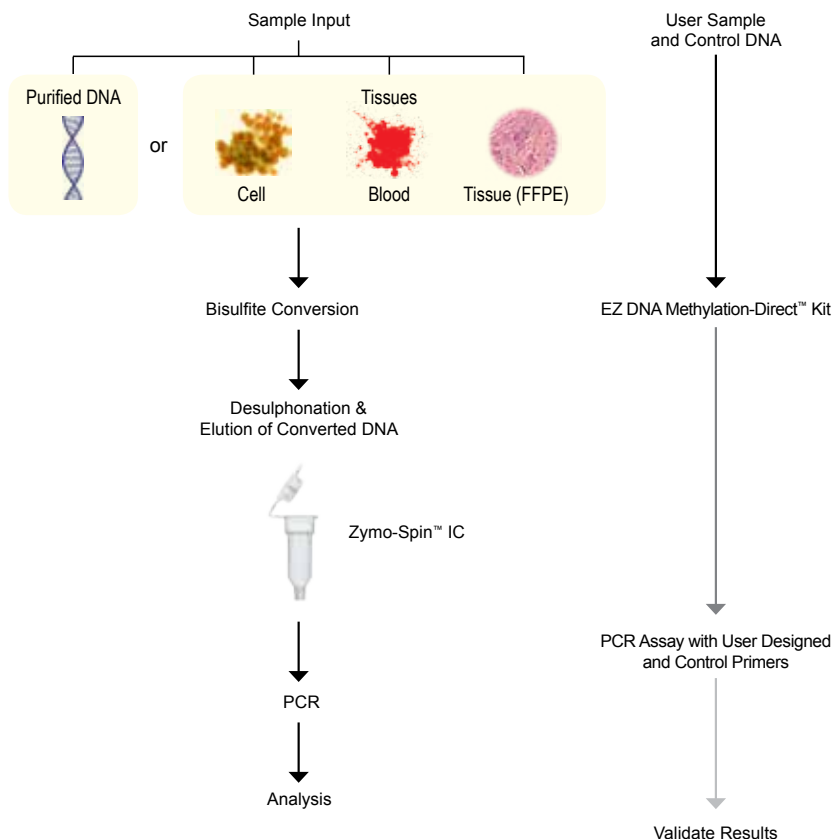 Sample Input
Purified DNA
or
Tissues
Cell
Blood
Tissue (FFPE)
Bisulfite Conversion
Desulphonation &
Elution of Converted DNA
Zymo-Spin™ IC
PCR
Analysis
User Sample
and Control DNA
EZ DNA Methylation-Direct™ Kit
PCR Assay with User Designed
and Control Primers
Validate Results